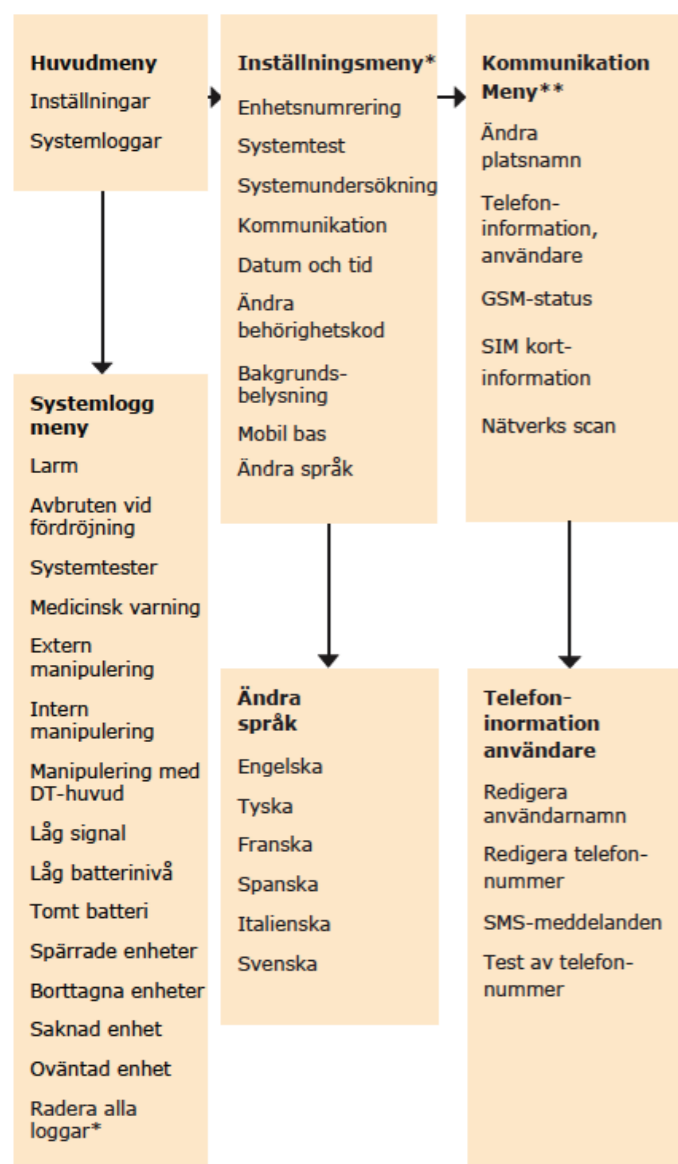 Huvudmeny
Inställningar
Systemloggar
Inställningsmeny*
Enhetsnumrering
Systemtest
Systemundersökning
Kommunikation
Datum och tid
Ändra
behörighetskod
Bakgrunds-
belysning
Mobil bas
Ändra språk
Kommunikation
Meny**
Ändra
platsnamn
Telefon-
information,
användare
GSM-status
SIM kort-
information
Nätverks scan
Systemlogg
meny
Larm
Avbruten vid
fördröjning
Systemtester
Medicinsk varning
Extern
manipulering
Intern
manipulering
Manipulering med
DT-huvud
Låg signal
Låg batterinivå
Tomt batteri
Spärrade enheter
Borttagna enheter
Saknad enhet
Oväntad enhet
Radera alla
loggar*
Ändra
språk
Engelska
Tyska
Franska
Spanska
Italienska
Svenska
Telefon-
inormation
användare
Redigera
användarnamn
Redigera telefon-
nummer
SMS-meddelanden
Test av telefon-
nummer